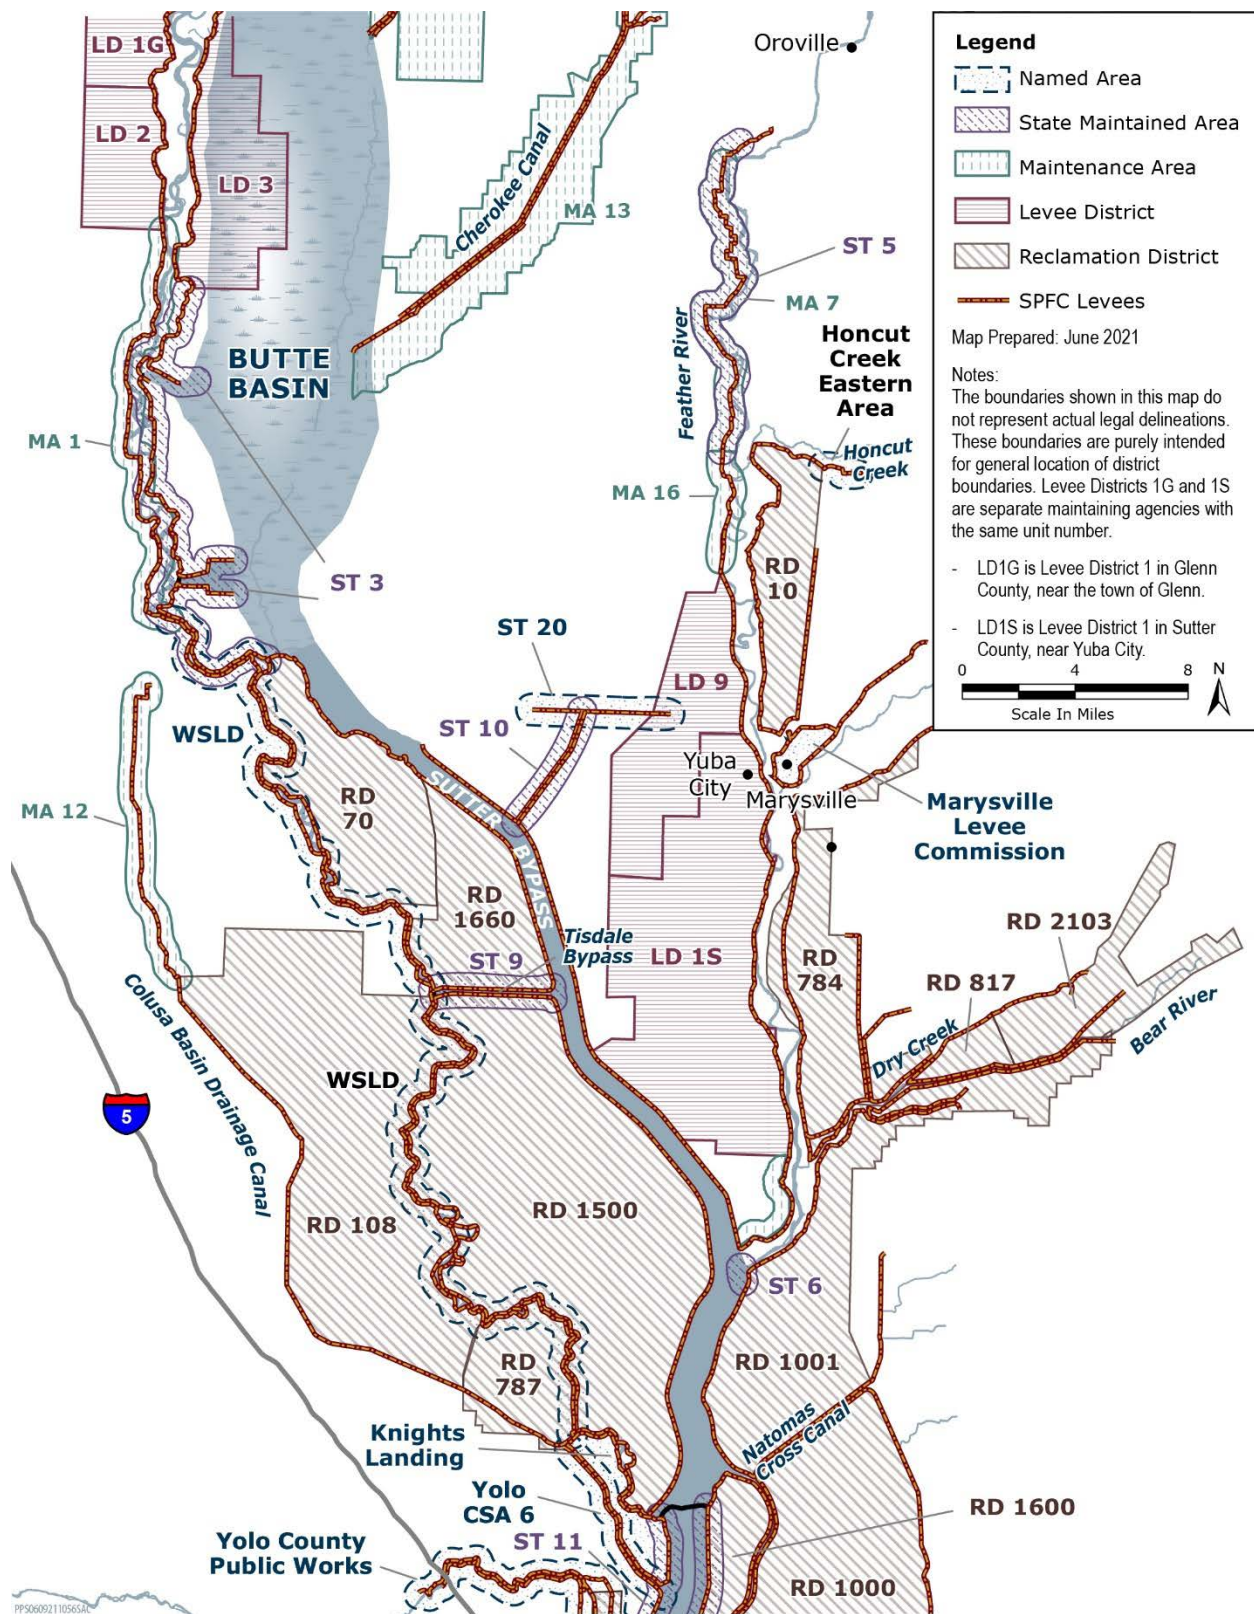 LD 1G
LD 2
LD 3
Cherokee Canal
MA 13
Oroville
ST 5
MA 7
Feather River
Honcut
Creek
Eastern
Area
BUTTE
BASIN
MA 1
Honcut
Creek
MA 16
ST 3
RD
10
ST 20
LD 9
WSLD
ST 10
Yuba
City
Marysville
SUTTER BYPASS
RD
70
MA 12
Marysville
Levee
Commission
RD
1660
Tisdale
Bypass
ST 9
LD 1S
RD
784
RD 2103
RD 817
Bear River
Dry Creek
Colusa Basin Drainage Canal
WSLD
5
RD 108
RD 1500
ST 6
RD
787
RD 1001
Natomas
Cross Canal
Knights
Landing
Yolo
CSA 6
RD 1600
ST 11
Yolo County
Public Works
RD 1000
PPS0609211056SAC
Legend
Named Area
State Maintained Area
Maintenance Area
Levee District
Reclamation District
SPFC Levees
Map Prepared: June 2021
Notes:
The boundaries shown in this map do
not represent actual legal delineations.
These boundaries are purely intended
for general location of district
boundaries. Levee Districts 1G and 1S
are separate maintaining agencies with
the same unit number.
- LD1G is Levee District 1 in Glenn
County, near the town of Glenn.
- LD1S is Levee District 1 in Sutter
County, near Yuba City.
0 4 8
N
Scale In Miles